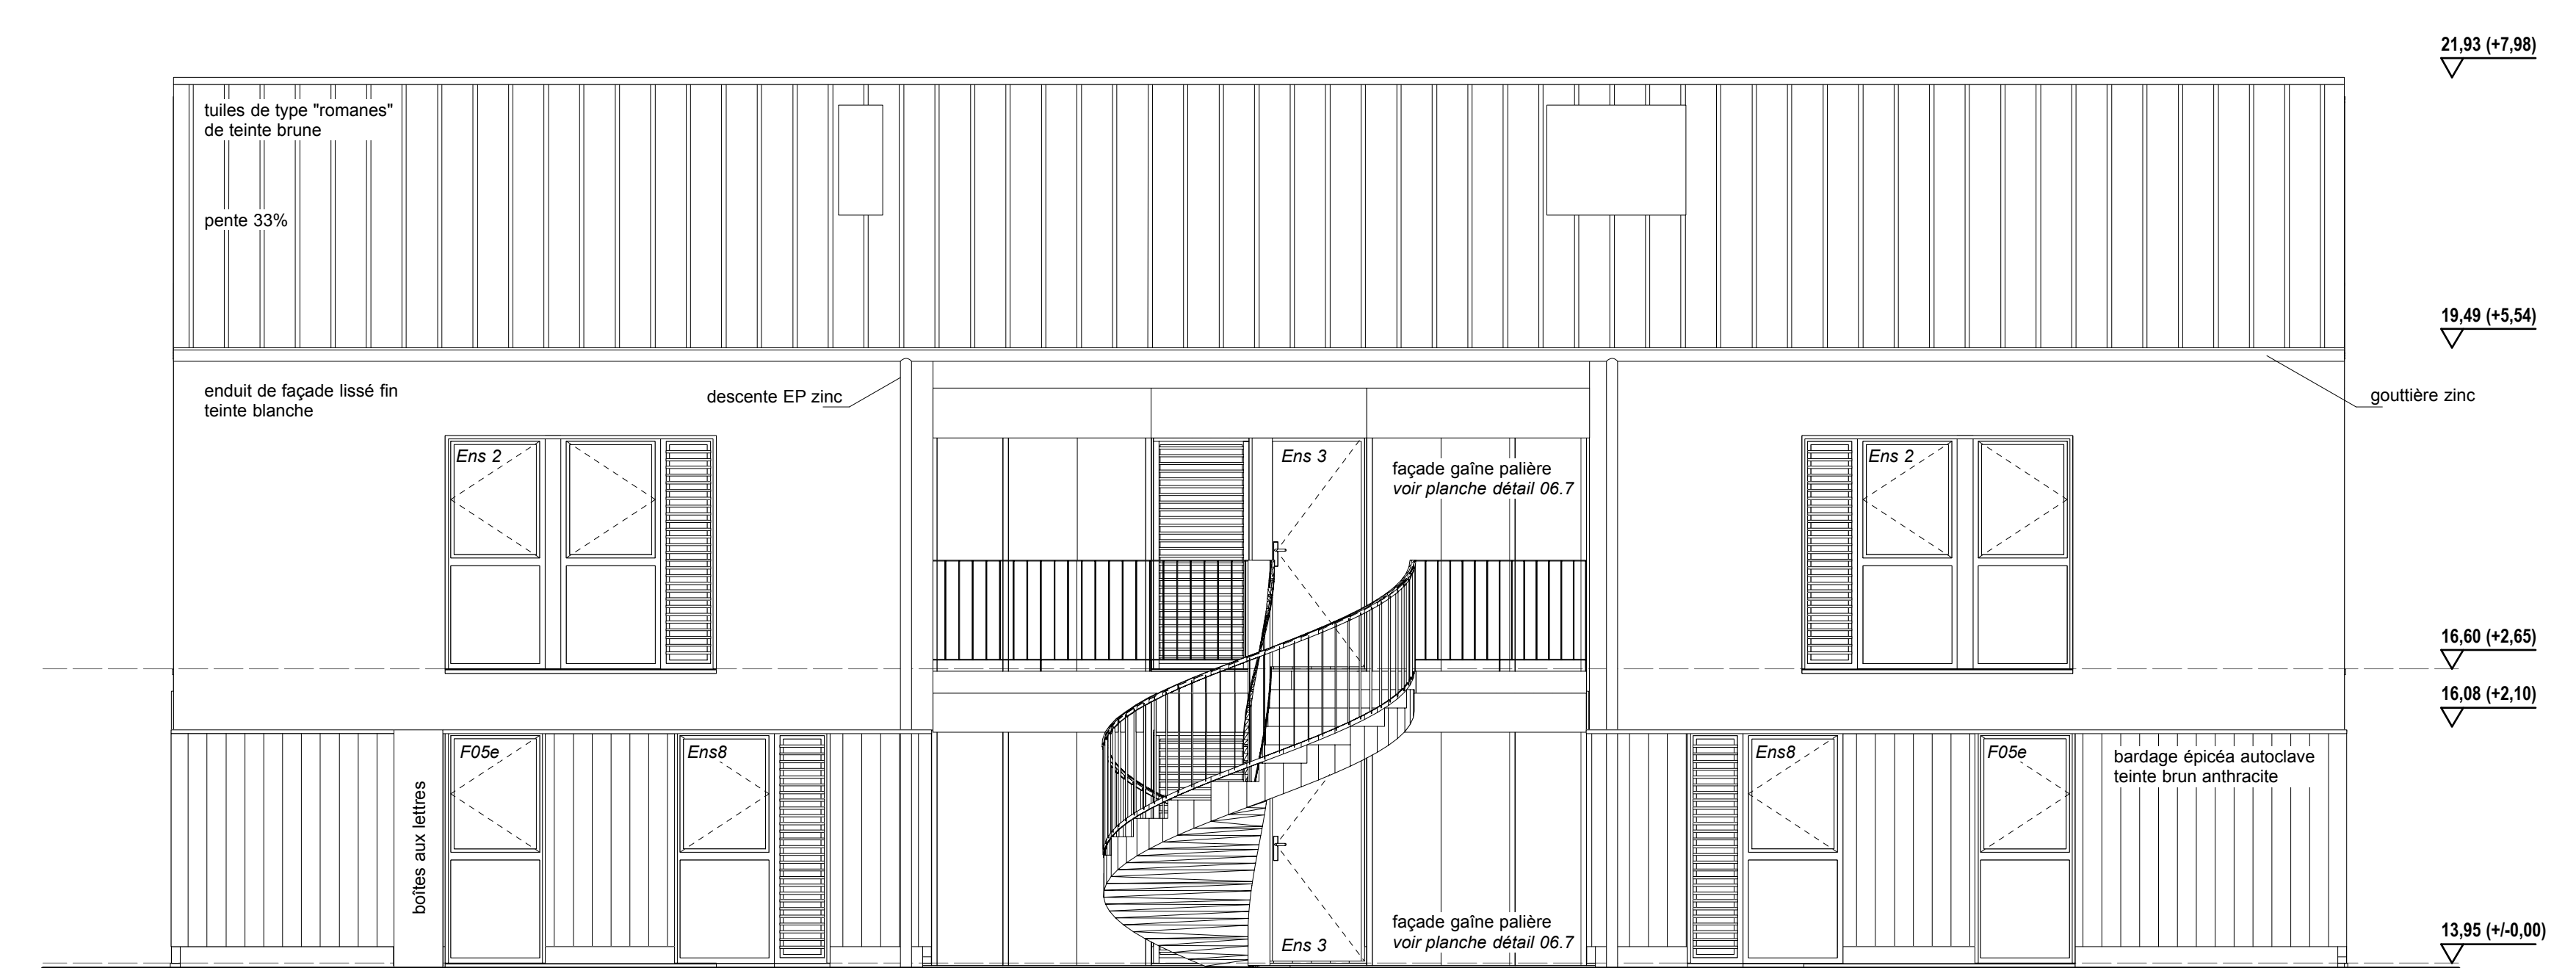 21,93 (+7,98)
tuiles de type "romanes"
de teinte brune
pente 33%
19,49 (+5,54)
enduit de façade lissé fin
teinte blanche
descente EP zinc
gouttière zinc
Ens 2
Ens 3
façade gaîne palière
voir planche détail 06.7
Ens 2
16,60 (+2,65)
16,08 (+2,10)
boîtes aux lettres
F05e
Ens8
Ens8
F05e
bardage épicéa autoclave
teinte brun anthracite
Ens 3
façade gaîne palière
voir planche détail 06.7
13,95 (+/-0,00)